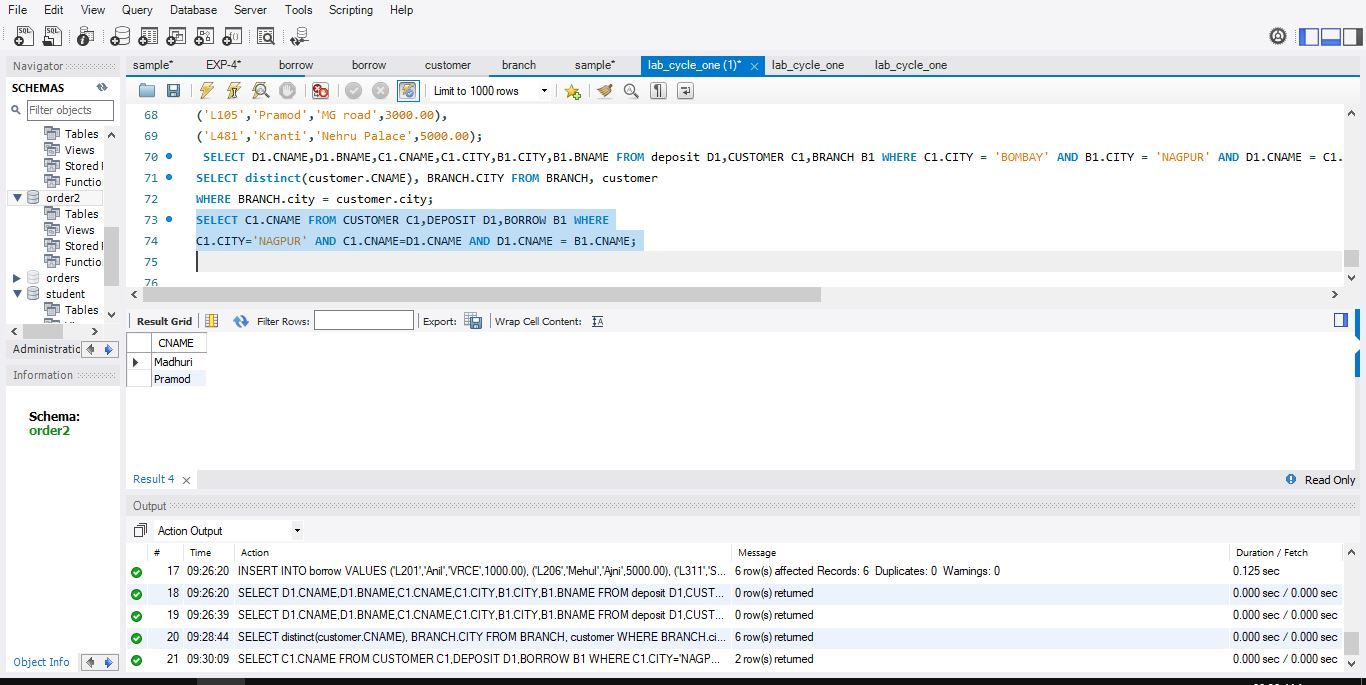 File Edit View Query Database Server Tools Scripting Help
Navigator
SCHEMAS
Filter objects
Tables
Views
Stored
Functio
order2
Tables
Views
Stored
Functio
orders
student
Tables
Administratic
Information
Schema:
order2
Object Info
sample* EXP-4* borrow borrow customer branch sample* lab_cycle_one (1)* lab_cycle_one lab_cycle_one
Limit to 1000 rows
68 ('L105','Pramod','MG road',3000.00),
69 ('L481','Kranti','Nehru Palace',5000.00);
70 SELECT D1.CNAME,D1.BNAME,C1.CNAME,C1.CITY,B1.CITY,B1.BNAME FROM deposit D1,CUSTOMER C1,BRANCH B1 WHERE C1.CITY = 'BOMBAY' AND B1.CITY = 'NAGPUR' AND D1.CNAME = C1.
71 SELECT distinct(customer.CNAME), BRANCH.CITY FROM BRANCH, customer
72 WHERE BRANCH.city = customer.city;
73 SELECT C1.CNAME FROM CUSTOMER C1,DEPOSIT D1,BORROW B1 WHERE
74 C1.CITY='NAGPUR' AND C1.CNAME=D1.CNAME AND D1.CNAME = B1.CNAME;
75
76
Result Grid Filter Rows: Export: Wrap Cell Content:
CNAME
Madhuri
Pramod
Result 4 Read Only
Output
Action Output
# Time Action Message Duration / Fetch
17 09:26:20 INSERT INTO borrow VALUES ('L201','Anil','VRCE',1000.00), ('L206','Mehul','Ajni',5000.00), ('L311','S... 6 row(s) affected Records: 6 Duplicates: 0 Warnings: 0 0.125 sec
18 09:26:20 SELECT D1.CNAME,D1.BNAME,C1.CNAME,C1.CITY,B1.CITY,B1.BNAME FROM deposit D1,CUST... 0 row(s) returned 0.000 sec / 0.000 sec
19 09:26:39 SELECT D1.CNAME,D1.BNAME,C1.CNAME,C1.CITY,B1.CITY,B1.BNAME FROM deposit D1,CUST... 0 row(s) returned 0.000 sec / 0.000 sec
20 09:28:44 SELECT distinct(customer.CNAME), BRANCH.CITY FROM BRANCH, customer WHERE BRANCH.ci... 6 row(s) returned 0.000 sec / 0.000 sec
21 09:30:09 SELECT C1.CNAME FROM CUSTOMER C1,DEPOSIT D1,BORROW B1 WHERE C1.CITY='NAGP... 2 row(s) returned 0.000 sec / 0.000 sec